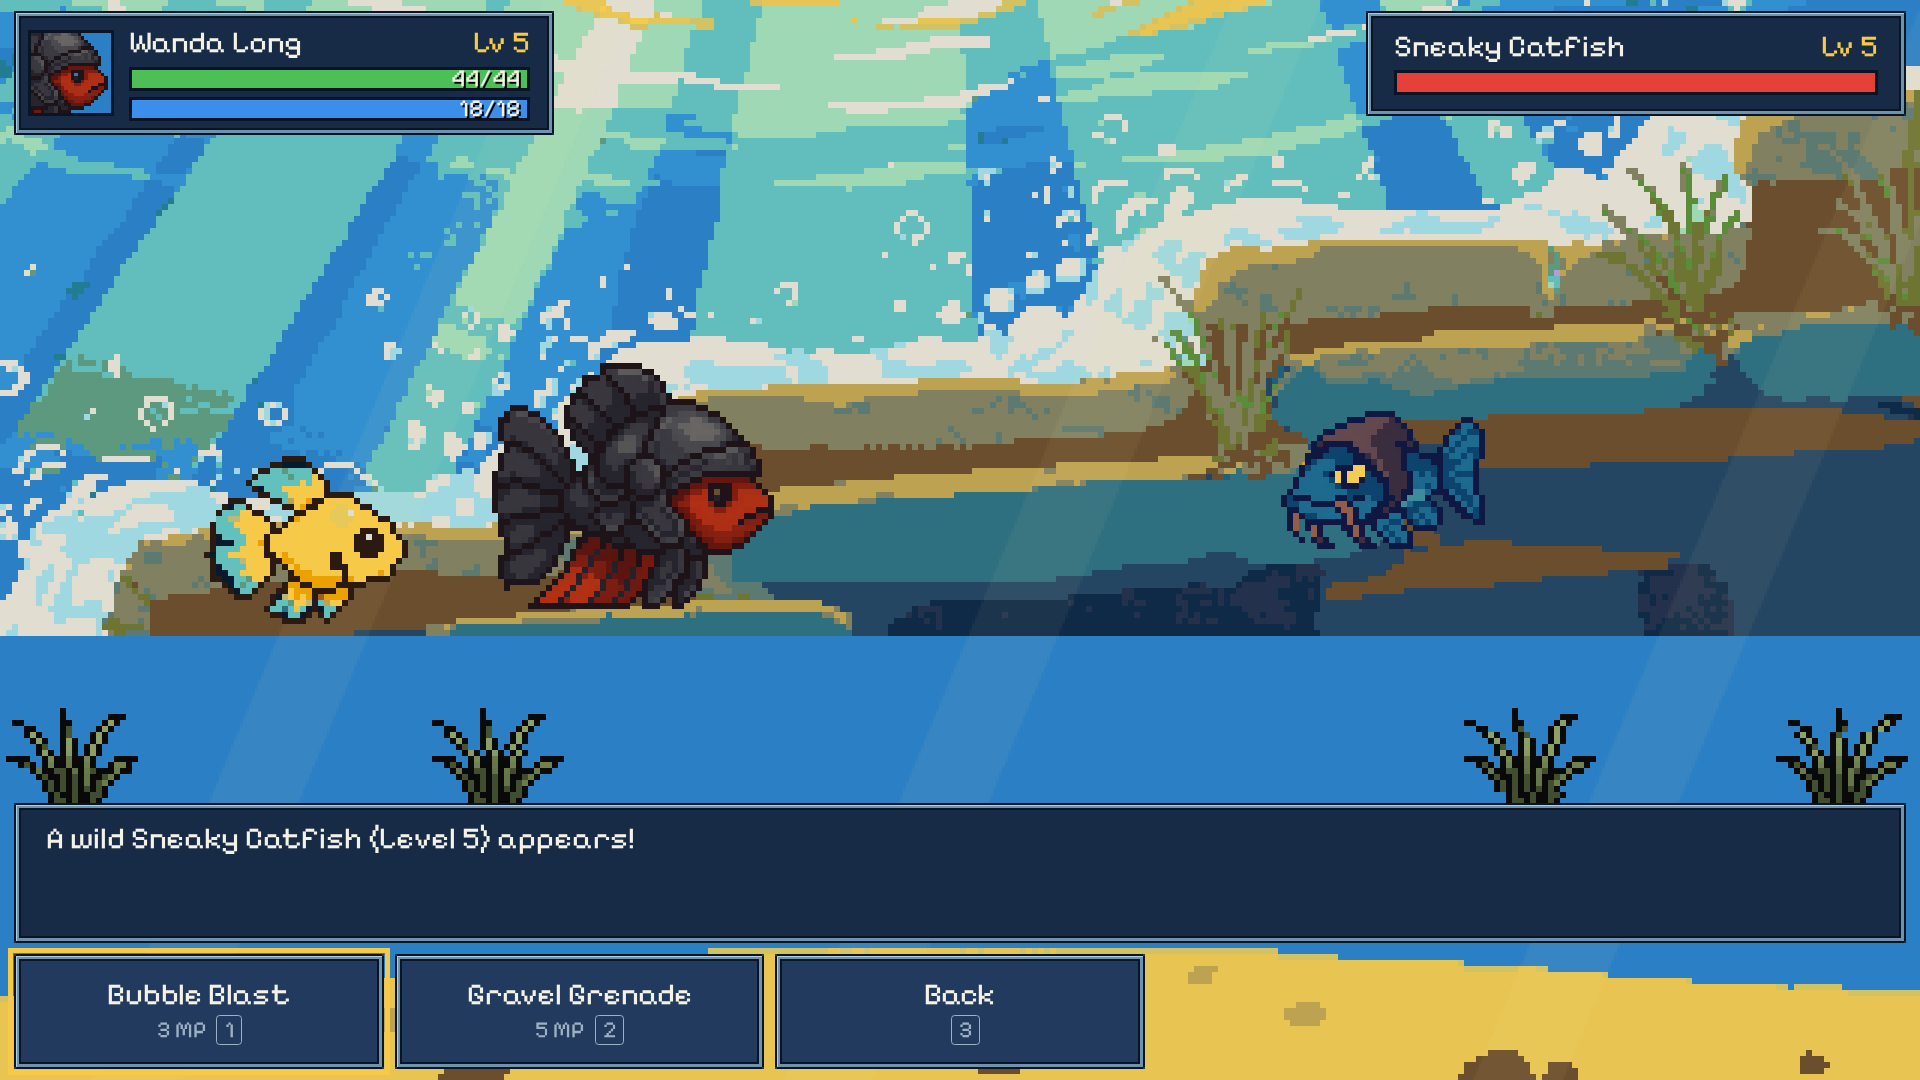 Wanda Long
Lv 5
44/44
18/18
Sneaky Catfish
Lv 5
A wild Sneaky Catfish (Level 5) appears!
Bubble Blast
3 MP 1
Gravel Grenade
5 MP 2
Back
3